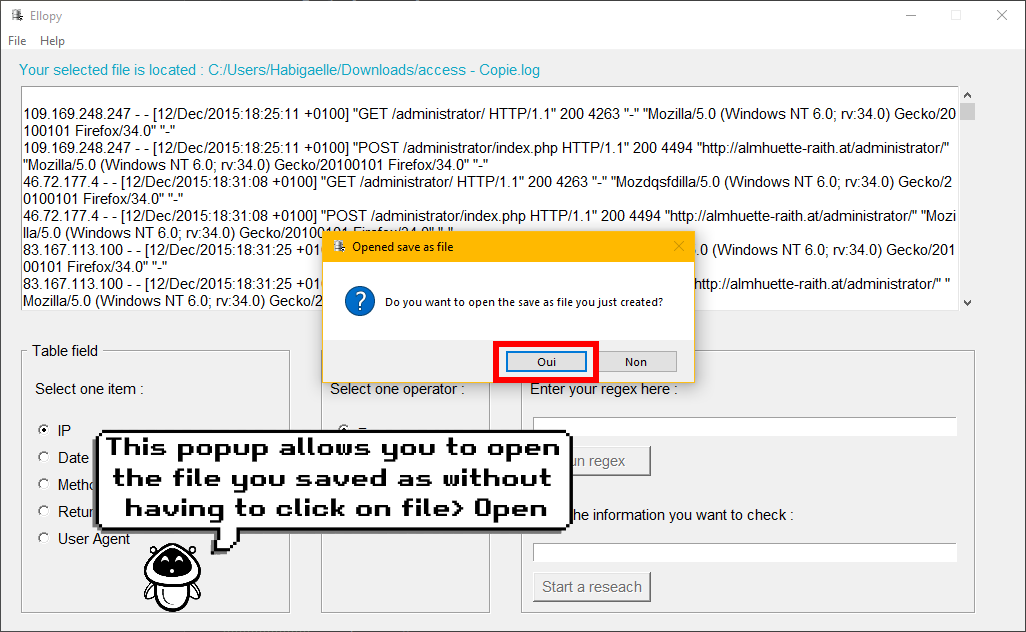 Ellopy
File Help
Your selected file is located : C:/Users/Habigaelle/Downloads/access - Copie.log
109.169.248.247 - - [12/Dec/2015:18:25:11 +0100] "GET /administrator/ HTTP/1.1" 200 4263 "-" "Mozilla/5.0 (Windows NT 6.0; rv:34.0) Gecko/20
100101 Firefox/34.0" "-"
109.169.248.247 - - [12/Dec/2015:18:25:11 +0100] "POST /administrator/index.php HTTP/1.1" 200 4494 "http://almhuette-raith.at/administrator/"
"Mozilla/5.0 (Windows NT 6.0; rv:34.0) Gecko/20100101 Firefox/34.0" "-"
46.72.177.4 - - [12/Dec/2015:18:31:08 +0100] "GET /administrator/ HTTP/1.1" 200 4263 "-" "Mozdqsfdilla/5.0 (Windows NT 6.0; rv:34.0) Gecko/2
0100101 Firefox/34.0" "-"
46.72.177.4 - - [12/Dec/2015:18:31:08 +0100] "POST /administrator/index.php HTTP/1.1" 200 4494 "http://almhuette-raith.at/administrator/" "Mozi
lla/5.0 (Windows NT 6.0; rv:34.0) Gecko/20100101 Firefox/34.0" "-"
83.167.113.100 - - [12/Dec/2015:18:31:25 +01 .0 (Windows NT 6.0; rv:34.0) Gecko/201
00101 Firefox/34.0" "-"
83.167.113.100 - - [12/Dec/2015:18:31:25 +01 http://almhuette-raith.at/administrator/" "
Mozilla/5.0 (Windows NT 6.0; rv:34.0) Gecko/2
Opened save as file
Do you want to open the save as file you just created?
Oui Non
Table field
Select one item :
IP
Date
Metho
Retur
User Agent
Select one operator :
Enter your regex here :
un regex
he information you want to check :
Start a reseach
This popup allows you to open
the file you saved as without
having to click on file> Open